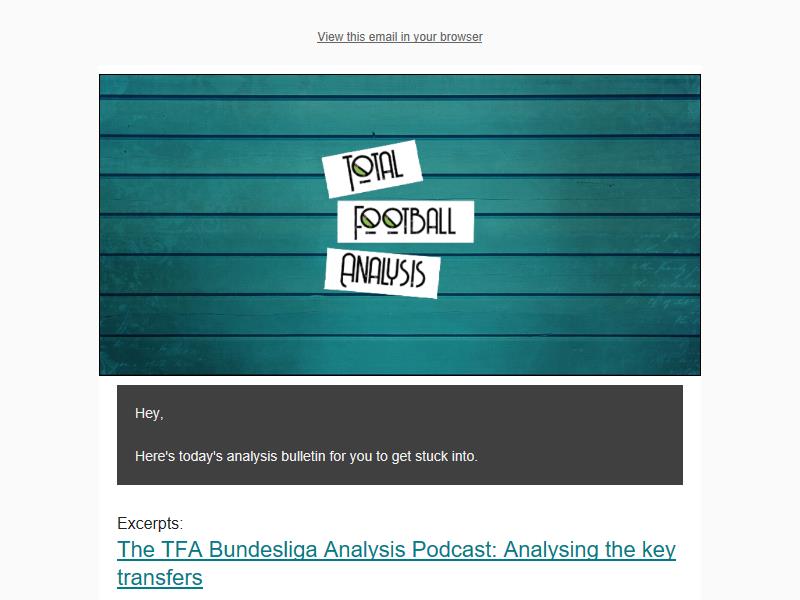 View this email in your browser
TOTAL
FOOTBALL
ANALYSIS
Hey,
Here's today's analysis bulletin for you to get stuck into.
Excerpts:
The TFA Bundesliga Analysis Podcast: Analysing the key
transfers